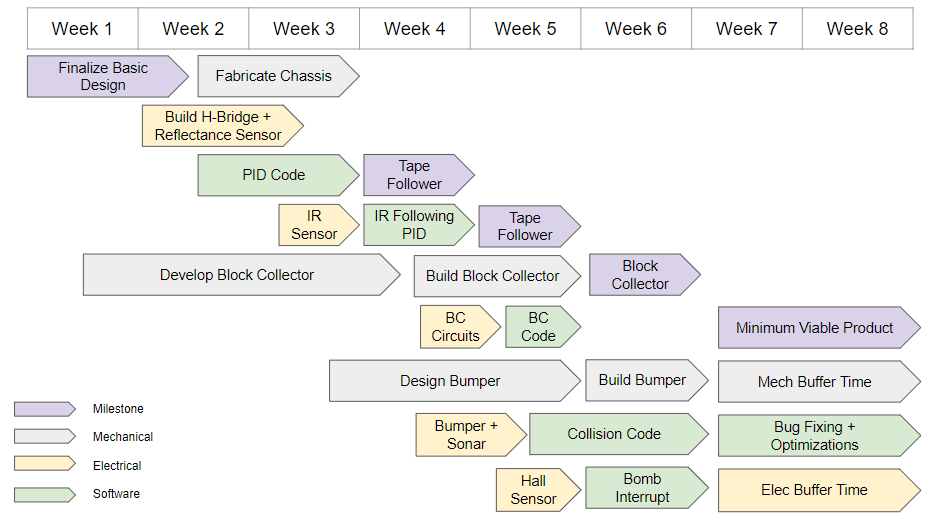 Week 1 Week 2 Week 3 Week 4 Week 5 Week 6 Week 7 Week 8
Finalize Basic
Design
Fabricate Chassis
Build H-Bridge +
Reflectance Sensor
PID Code
Tape
Follower
IR
Sensor
IR Following
PID
Tape
Follower
Develop Block Collector
Build Block Collector
Block
Collector
BC
Circuits
BC
Code
Minimum Viable Product
Design Bumper
Build Bumper
Mech Buffer Time
Bumper +
Sonar
Collision Code
Bug Fixing +
Optimizations
Hall
Sensor
Bomb
Interrupt
Elec Buffer Time
Milestone
Mechanical
Electrical
Software